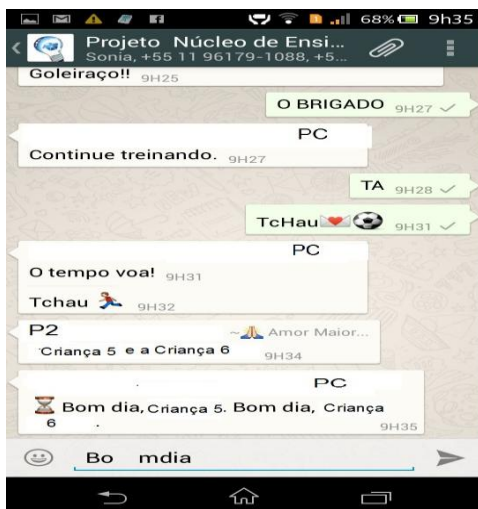 68% 9h35
Projeto Núcleo de Ensi...
Sonia, +55 11 96179-1088, +5...
Goleiraço!! 9H25
O BRIGADO 9H27
PC
Continue treinando. 9H27
TA 9H28
TcHau 9H31
PC
O tempo voa! 9H31
Tchau 9H32
P2 ~ Amor Maior...
Criança 5 e a Criança 6 9H34
PC
Bom dia, Criança 5. Bom dia, Criança
6 . 9H35
Bo mdia